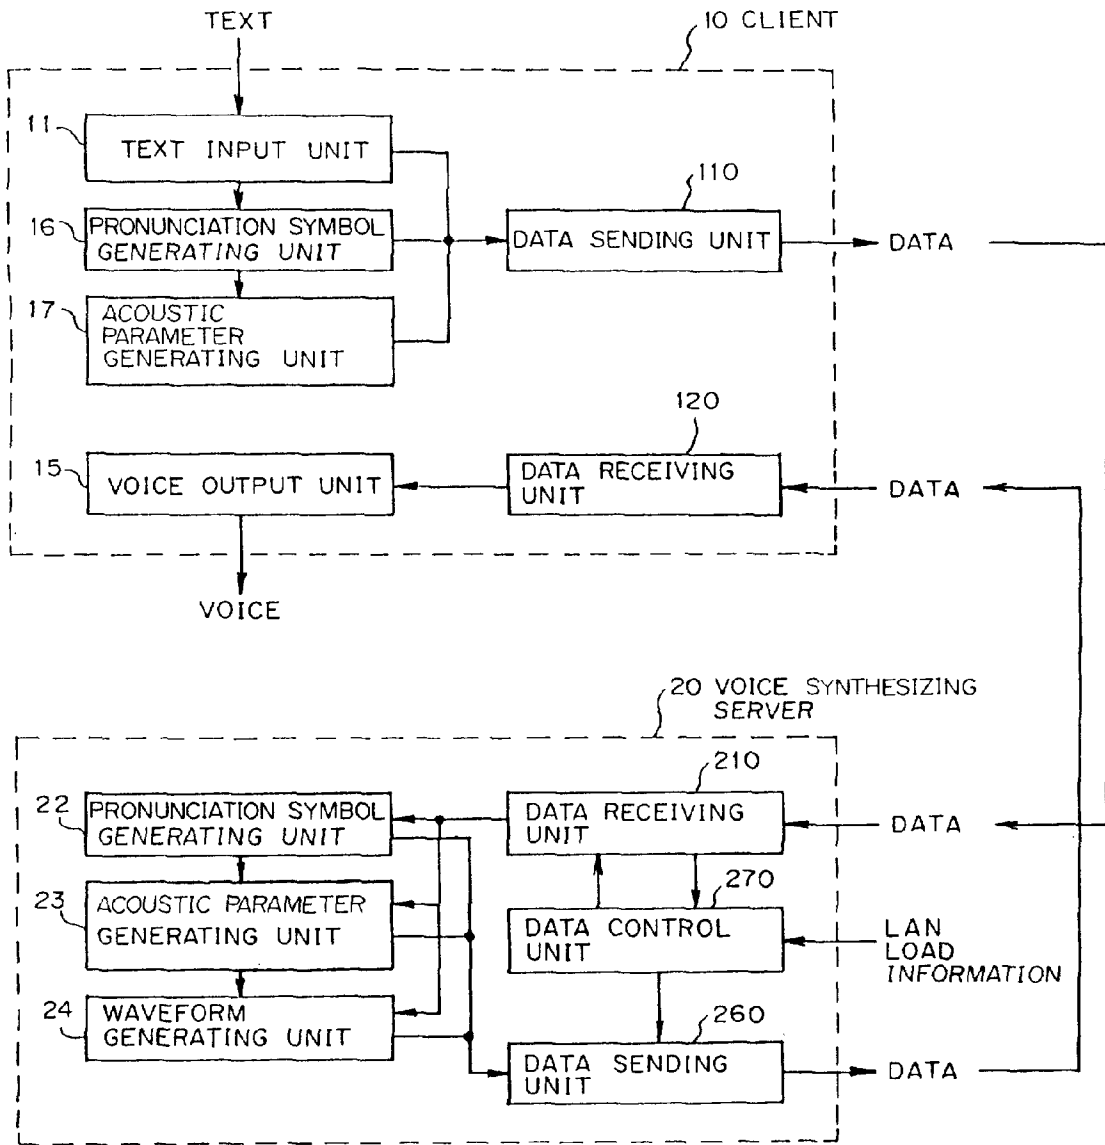 TEXT
10 CLIENT
11
TEXT INPUT UNIT
110
16
PRONUNCIATION SYMBOL
GENERATING UNIT
DATA SENDING UNIT
DATA
17
ACOUSTIC
PARAMETER
GENERATING UNIT
120
15
VOICE OUTPUT UNIT
DATA RECEIVING
UNIT
DATA
VOICE
20 VOICE SYNTHESIZING
SERVER
210
22
PRONUNCIATION SYMBOL
GENERATING UNIT
DATA RECEIVING
UNIT
DATA
23
ACOUSTIC PARAMETER
GENERATING UNIT
270
DATA CONTROL
UNIT
LAN
LOAD
INFORMATION
24
WAVEFORM
GENERATING UNIT
260
DATA SENDING
UNIT
DATA